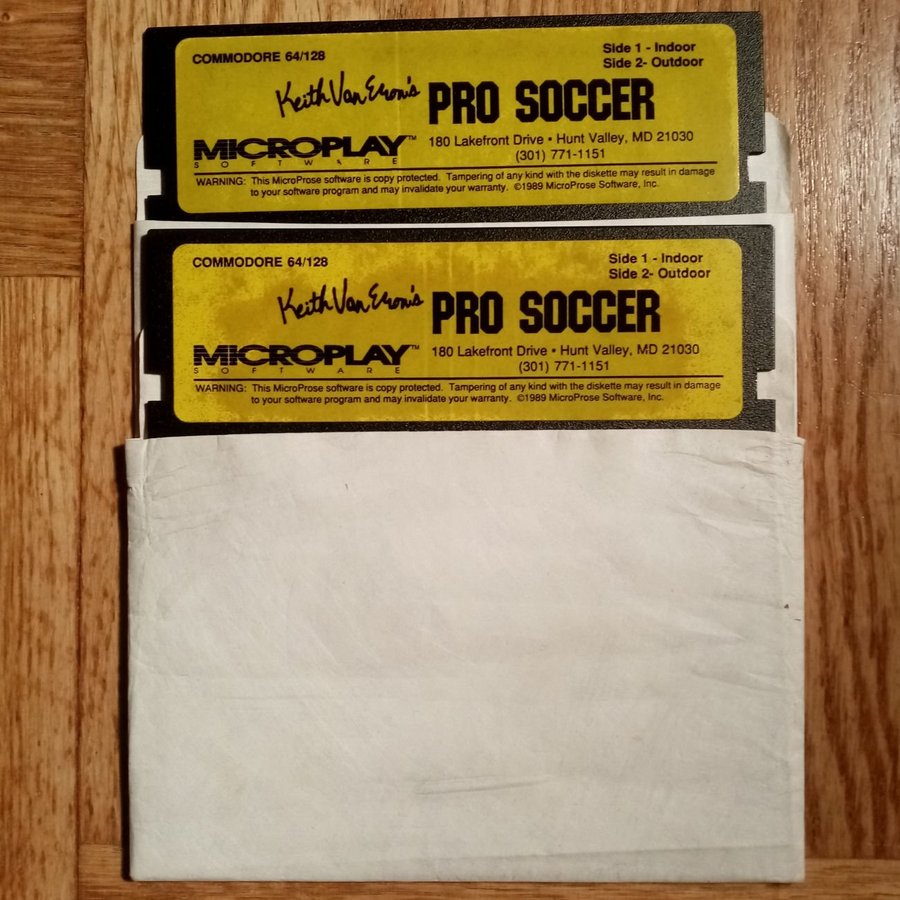 COMMODORE 64/128
Side 1 - Indoor
Side 2- Outdoor
Keith Van Eron's PRO SOCCER
MICROPLAY™
SOFTWARE
180 Lakefront Drive • Hunt Valley, MD 21030
(301) 771-1151
WARNING: This MicroProse software is copy protected. Tampering of any kind with the diskette may result in damage
to your software program and may invalidate your warranty. ©1989 MicroProse Software, Inc.
COMMODORE 64/128
Side 1 - Indoor
Side 2- Outdoor
Keith Van Eron's PRO SOCCER
MICROPLAY™
SOFTWARE
180 Lakefront Drive • Hunt Valley, MD 21030
(301) 771-1151
WARNING: This MicroProse software is copy protected. Tampering of any kind with the diskette may result in damage
to your software program and may invalidate your warranty. ©1989 MicroProse Software, Inc.